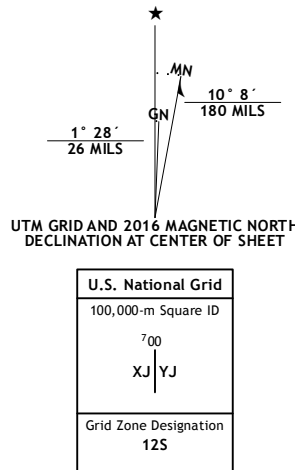 ★
MN
GN
10° 8´
180 MILS
1° 28´
26 MILS
UTM GRID AND 2016 MAGNETIC NORTH
DECLINATION AT CENTER OF SHEET
U.S. National Grid
100,000-m Square ID
⁷00
XJ YJ
Grid Zone Designation
12S